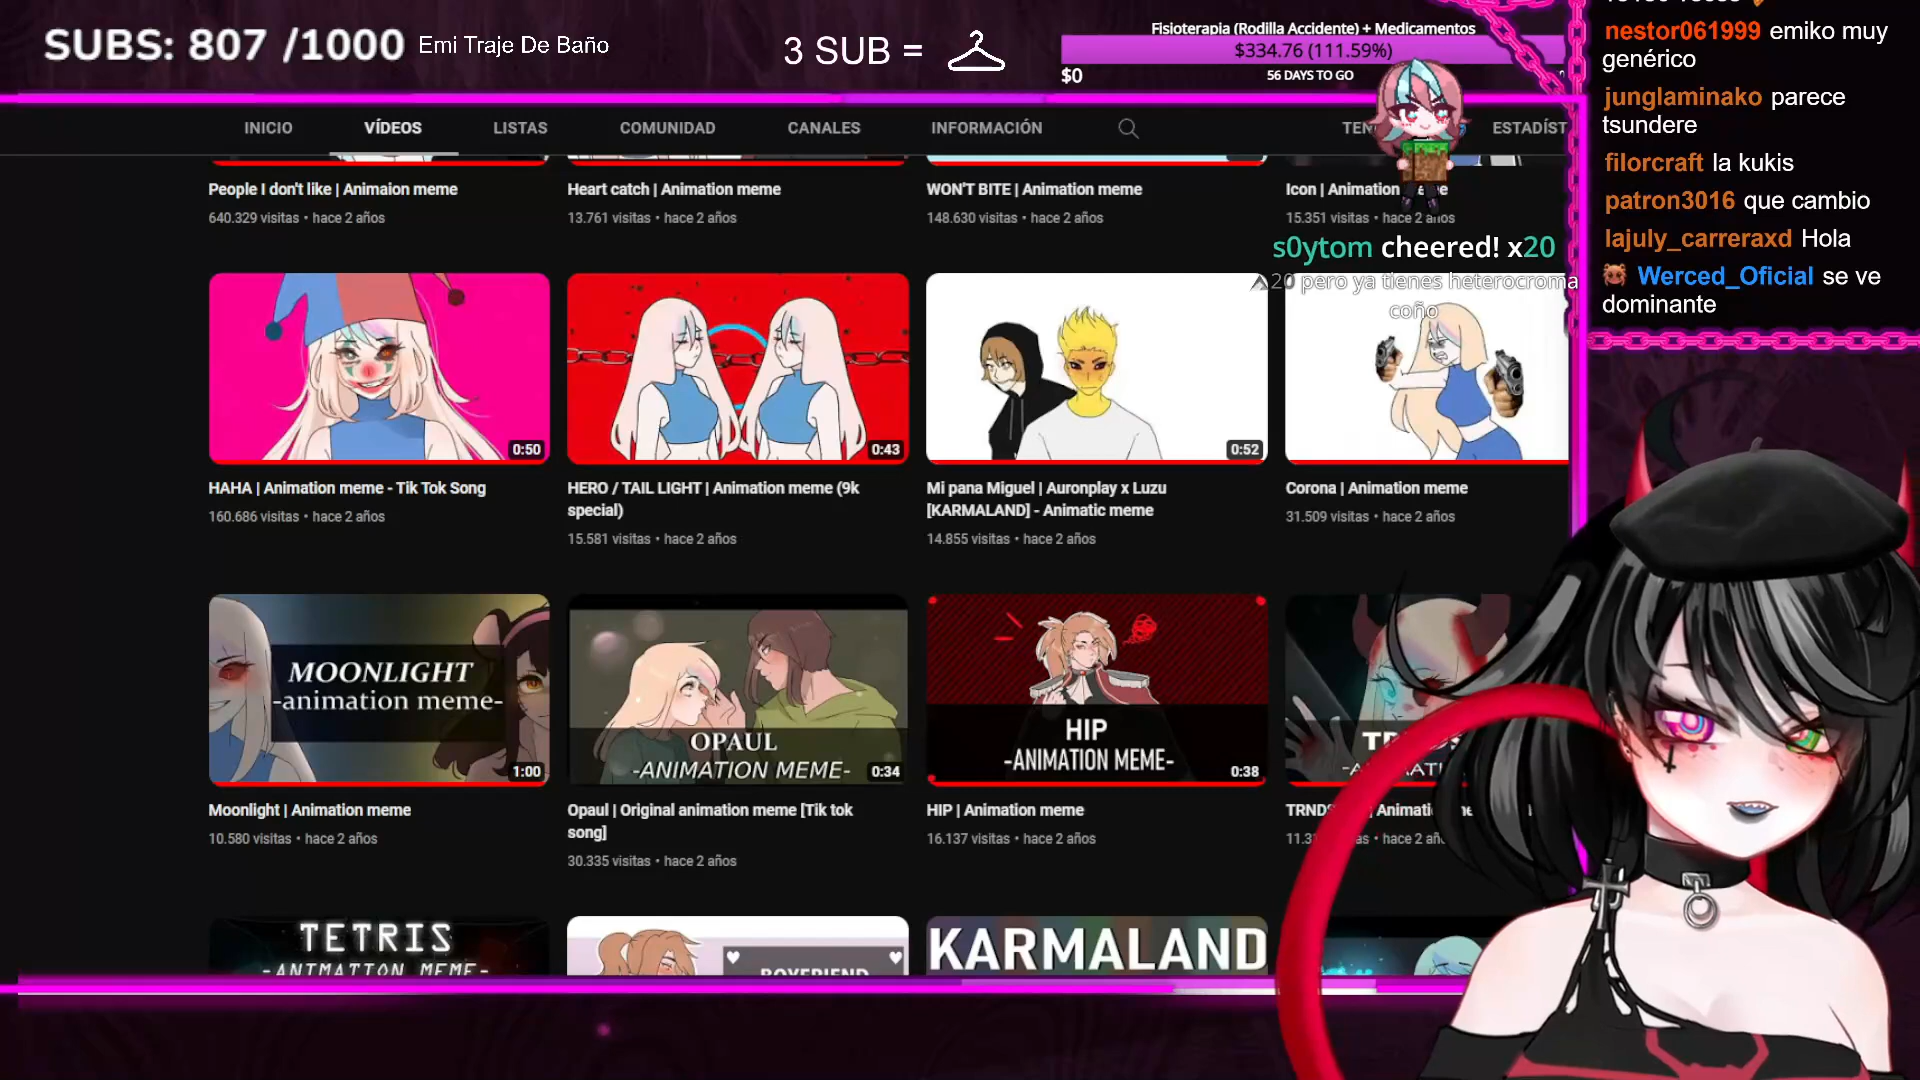 SUBS: 807 /1000 Emi Traje De Baño
3 SUB =
Fisioterapia (Rodilla Accidente) + Medicamentos
$334.76 (111.59%)
$0
56 DAYS TO GO
INICIO VÍDEOS LISTAS COMUNIDAD CANALES INFORMACIÓN
ESTADÍST
People I don't like | Animaion meme
640.329 visitas • hace 2 años
Heart catch | Animation meme
13.761 visitas • hace 2 años
WON'T BITE | Animation meme
148.630 visitas • hace 2 años
Icon | Animation
15.351 visitas • hace 2 años
s0ytom cheered! x20
20 pero ya tienes heterocroma
coño
0:50
HAHA | Animation meme - Tik Tok Song
160.686 visitas • hace 2 años
0:43
HERO / TAIL LIGHT | Animation meme (9k
special)
15.581 visitas • hace 2 años
0:52
Mi pana Miguel | Auronplay x Luzu
[KARMALAND] - Animatic meme
14.855 visitas • hace 2 años
Corona | Animation meme
31.509 visitas • hace 2 años
MOONLIGHT
-animation meme-
1:00
Moonlight | Animation meme
10.580 visitas • hace 2 años
OPAUL
-ANIMATION MEME-
0:34
Opaul | Original animation meme [Tik tok
song]
30.335 visitas • hace 2 años
HIP
-ANIMATION MEME-
0:38
HIP | Animation meme
16.137 visitas • hace 2 años
hace 2
TETRIS
-ANIMATION MEME-
BOYFRIEND
KARMALAND
nestor061999 emiko muy
genérico
junglaminako parece
tsundere
filorcraft la kukis
patron3016 que cambio
lajuly_carreraxd Hola
Werced_Oficial se ve
dominante